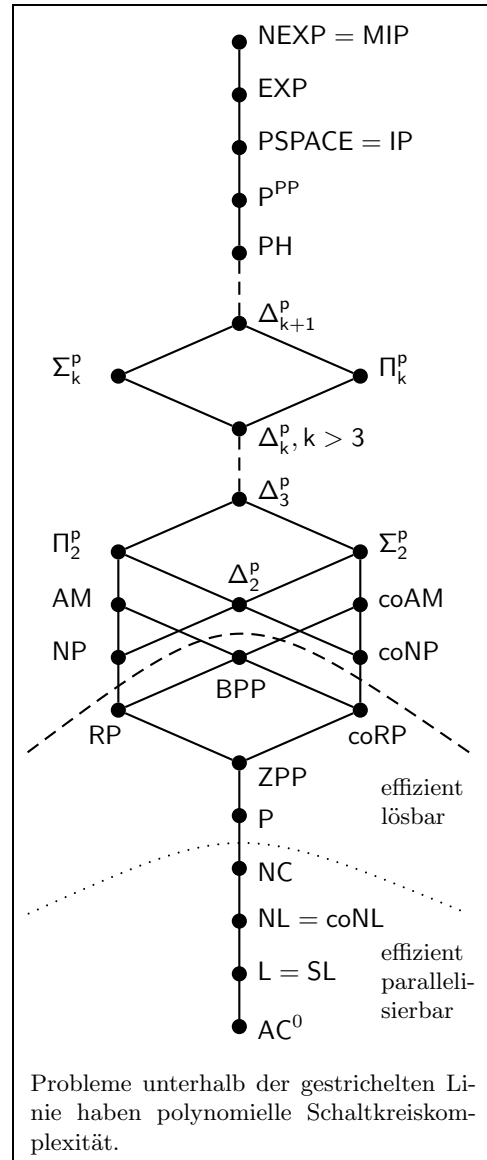 NEXP = MIP
EXP
PSPACE = IP
P^PP
PH
Δ^p_{k+1}
Σ^p_k
Π^p_k
Δ^p_k, k > 3
Δ^p_3
Π^p_2
Σ^p_2
Δ^p_2
AM
coAM
NP
coNP
BPP
RP
coRP
ZPP
effizient
lösbar
P
NC
NL = coNL
effizient
paralleli-
sierbar
L = SL
AC^0
Probleme unterhalb der gestrichelten Li-
nie haben polynomielle Schaltkreiskom-
plexität.